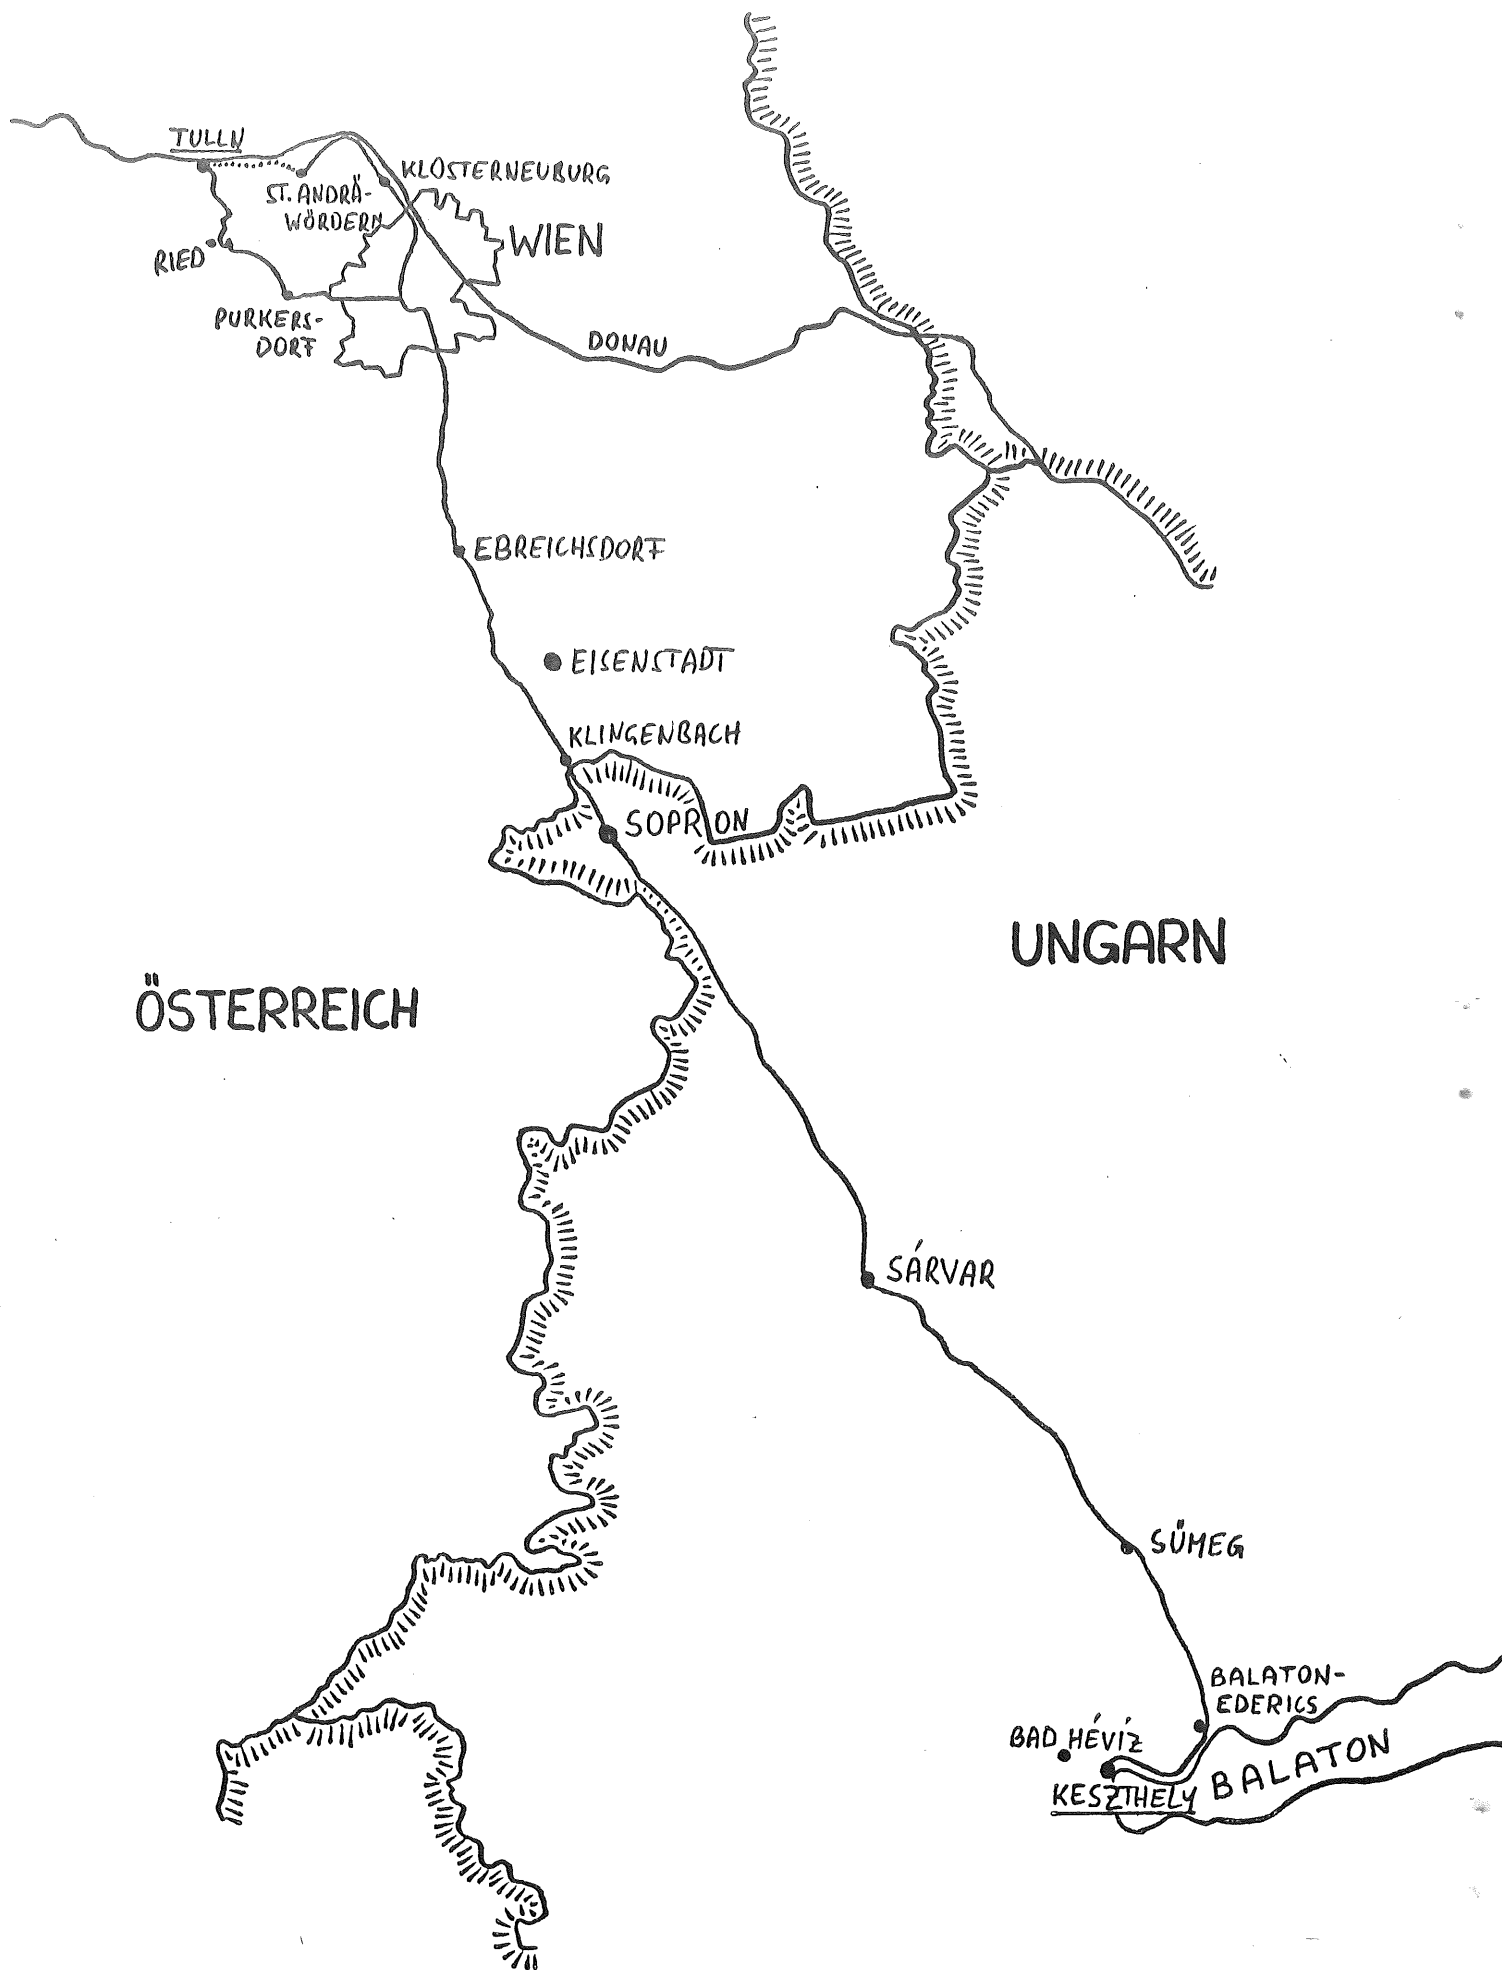 TULLN
KLOSTERNEUBURG
ST. ANDRÄ-
WÖRDERN
WIEN
RIED
PURKERS-
DORF
DONAU
EBREICHSDORF
EISENSTADT
KLINGENBACH
SOPRON
UNGARN
ÖSTERREICH
SÁRVAR
SÜMEG
BALATON-
EDERICS
BAD HÉVÍZ
BALATON
KESZTHELY